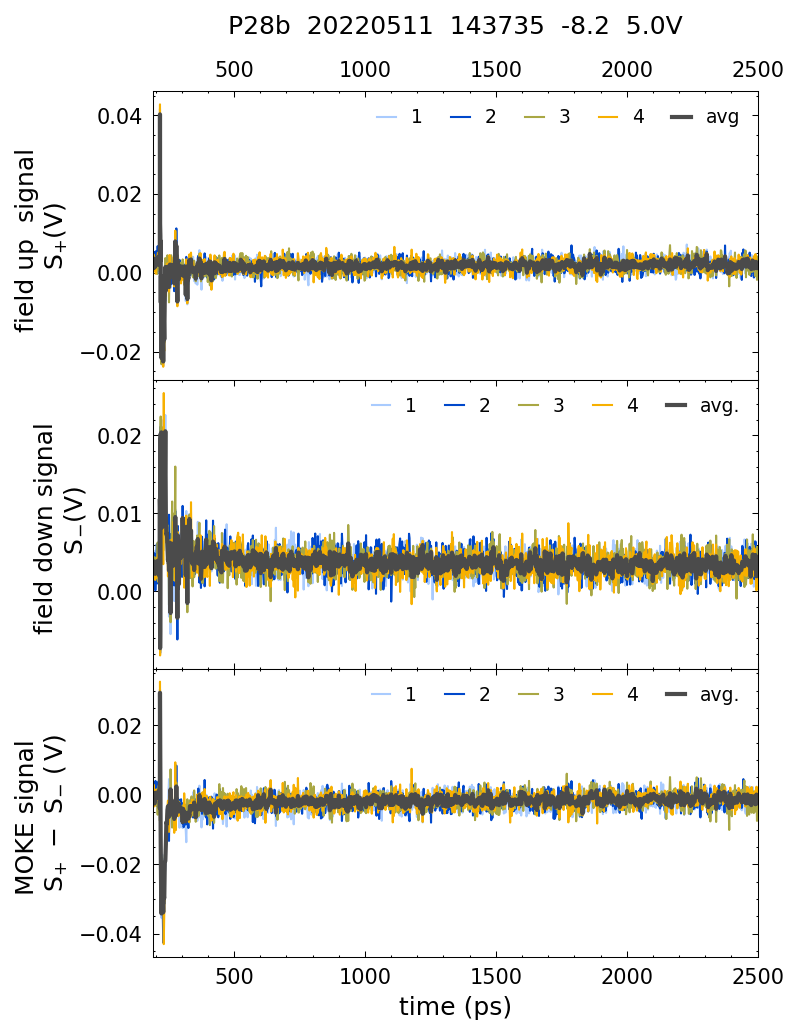 P28b 20220511 143735 -8.2 5.0V
500 1000 1500 2000 2500
1 2 3 4 avg
0.04
0.02
0.00
−0.02
field up signal
S+(V)
1 2 3 4 avg.
0.02
0.01
0.00
field down signal
S−(V)
1 2 3 4 avg.
0.02
0.00
−0.02
−0.04
MOKE signal
S+ − S− ( V)
500 1000 1500 2000 2500
time (ps)